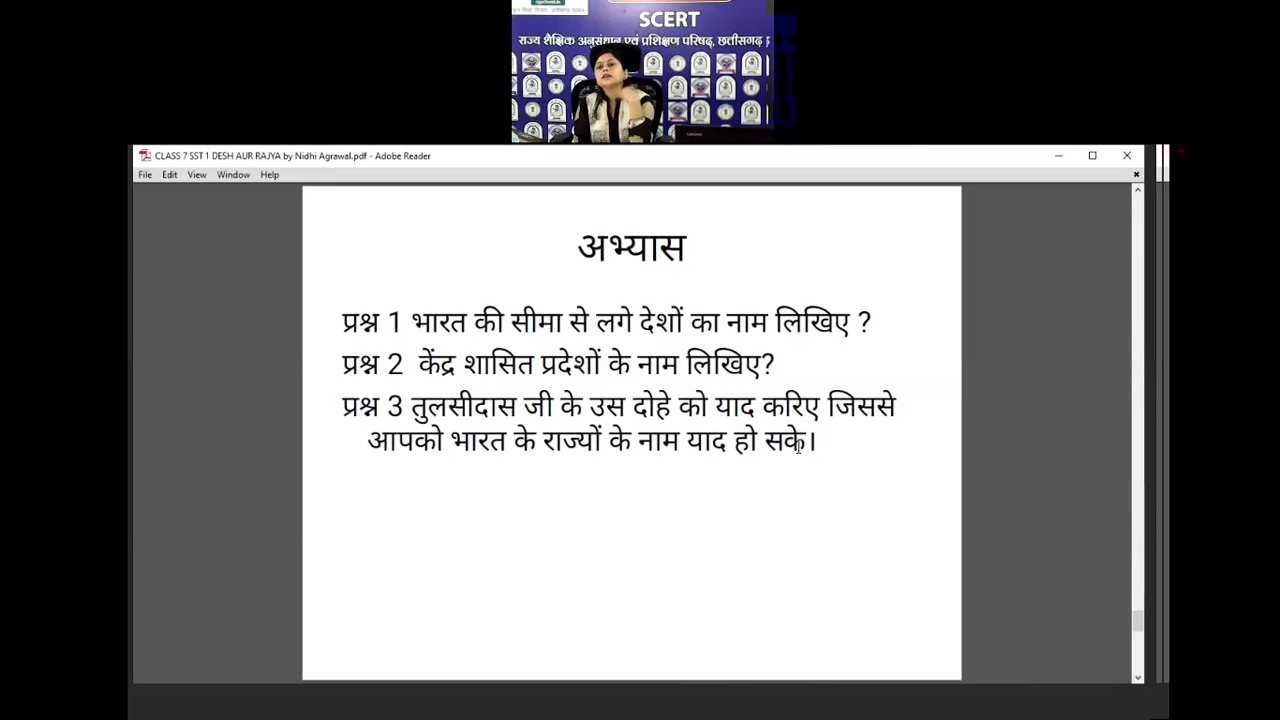 SCERT
राज्य शैक्षिक अनुसंधान एवं प्रशिक्षण परिषद, छत्तीसगढ़
CLASS 7 SST 1 DESH AUR RAJYA by Nidhi Agrawal.pdf - Adobe Reader
File Edit View Window Help
अभ्यास
प्रश्न 1 भारत की सीमा से लगे देशों का नाम लिखिए ?
प्रश्न 2 केंद्र शासित प्रदेशों के नाम लिखिए?
प्रश्न 3 तुलसीदास जी के उस दोहे को याद करिए जिससे
आपको भारत के राज्यों के नाम याद हो सके।